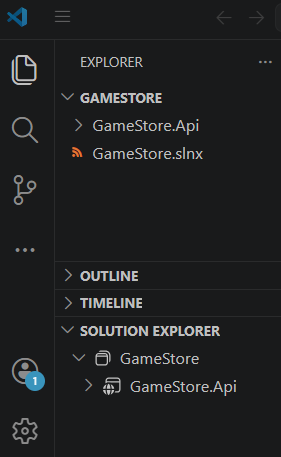 EXPLORER
GAMESTORE
GameStore.Api
GameStore.slnx
OUTLINE
TIMELINE
SOLUTION EXPLORER
GameStore
1
GameStore.Api